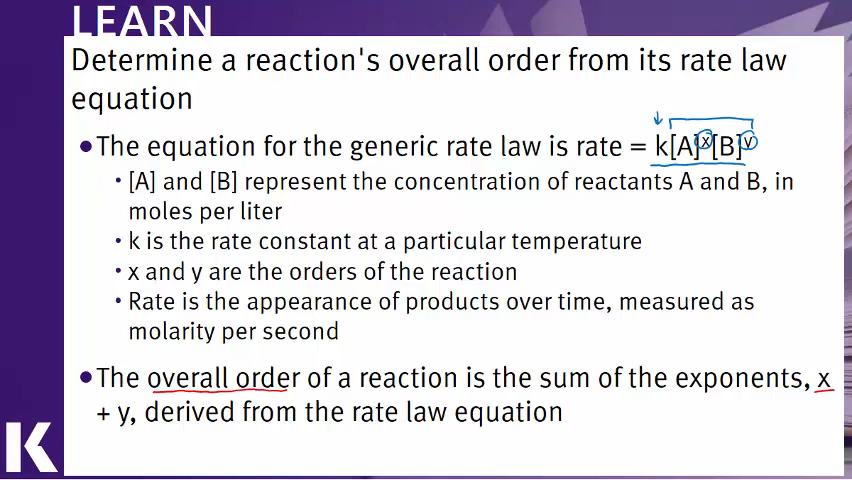 LEARN
Determine a reaction's overall order from its rate law
equation
•The equation for the generic rate law is rate = k[A]ˣ[B]ʸ
• [A] and [B] represent the concentration of reactants A and B, in
moles per liter
• k is the rate constant at a particular temperature
• x and y are the orders of the reaction
• Rate is the appearance of products over time, measured as
molarity per second
•The overall order of a reaction is the sum of the exponents, x
+ y, derived from the rate law equation
K